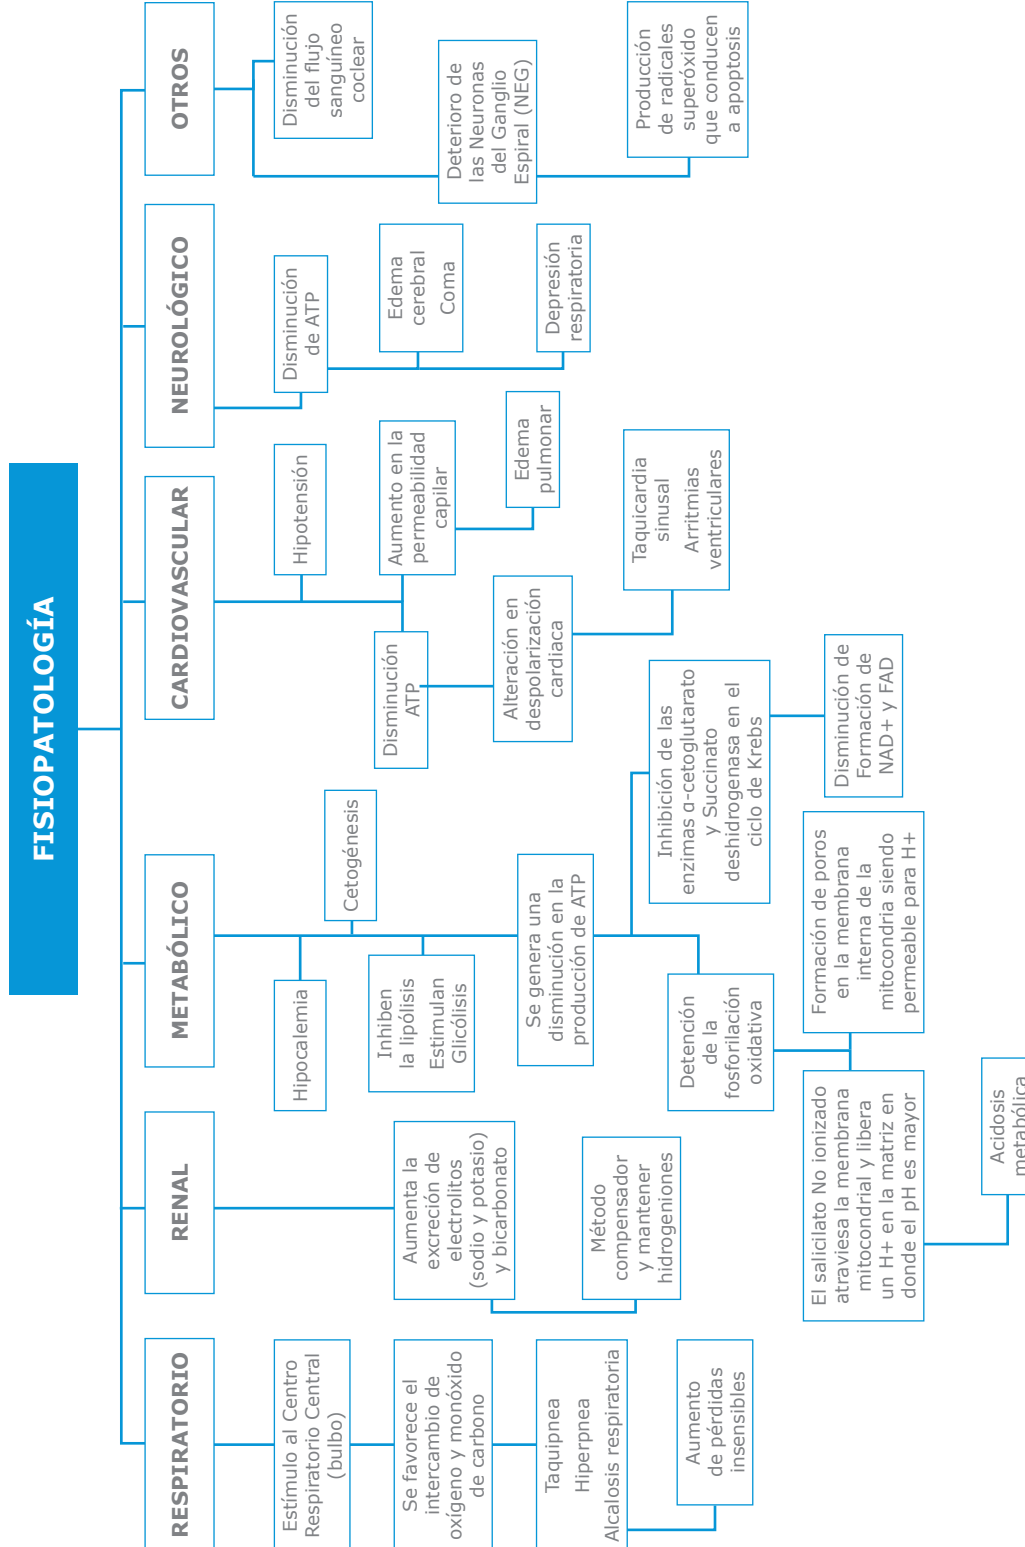 FISIOPATOLOGÍA
RESPIRATORIO
Estímulo al Centro
Respiratorio Central
(bulbo)
Se favorece el
intercambio de
oxígeno y monóxido
de carbono
Taquipnea
Hiperpnea
Alcalosis respiratoria
Aumento
de pérdidas
insensibles
RENAL
Aumenta la
excreción de
electrolitos
(sodio y potasio)
y bicarbonato
Método
compensador
y mantener
hidrogeniones
METABÓLICO
Hipocalemia
Cetogénesis
Inhiben
la lipólisis
Estimulan
Glicólisis
Se genera una
disminución en la
producción de ATP
Detención
de la
fosforilación
oxidativa
El salicilato No ionizado
atraviesa la membrana
mitocondrial y libera
un H+ en la matriz en
donde el pH es mayor
Acidosis
metabólica
Formación de poros
en la membrana
interna de la
mitocondria siendo
permeable para H+
Inhibición de las
enzimas α-cetoglutarato
y Succinato
deshidrogenasa en el
ciclo de Krebs
Disminución de
Formación de
NAD+ y FAD
CARDIOVASCULAR
Hipotensión
Disminución
ATP
Alteración en
despolarización
cardiaca
Taquicardia
sinusal
Arritmias
ventriculares
Aumento en la
permeabilidad
capilar
Edema
pulmonar
NEUROLÓGICO
Disminución
de ATP
Edema
cerebral
Coma
Depresión
respiratoria
OTROS
Disminución
del flujo
sanguíneo
coclear
Deterioro de
las Neuronas
del Ganglio
Espiral (NEG)
Producción
de radicales
superóxido
que conducen
a apoptosis